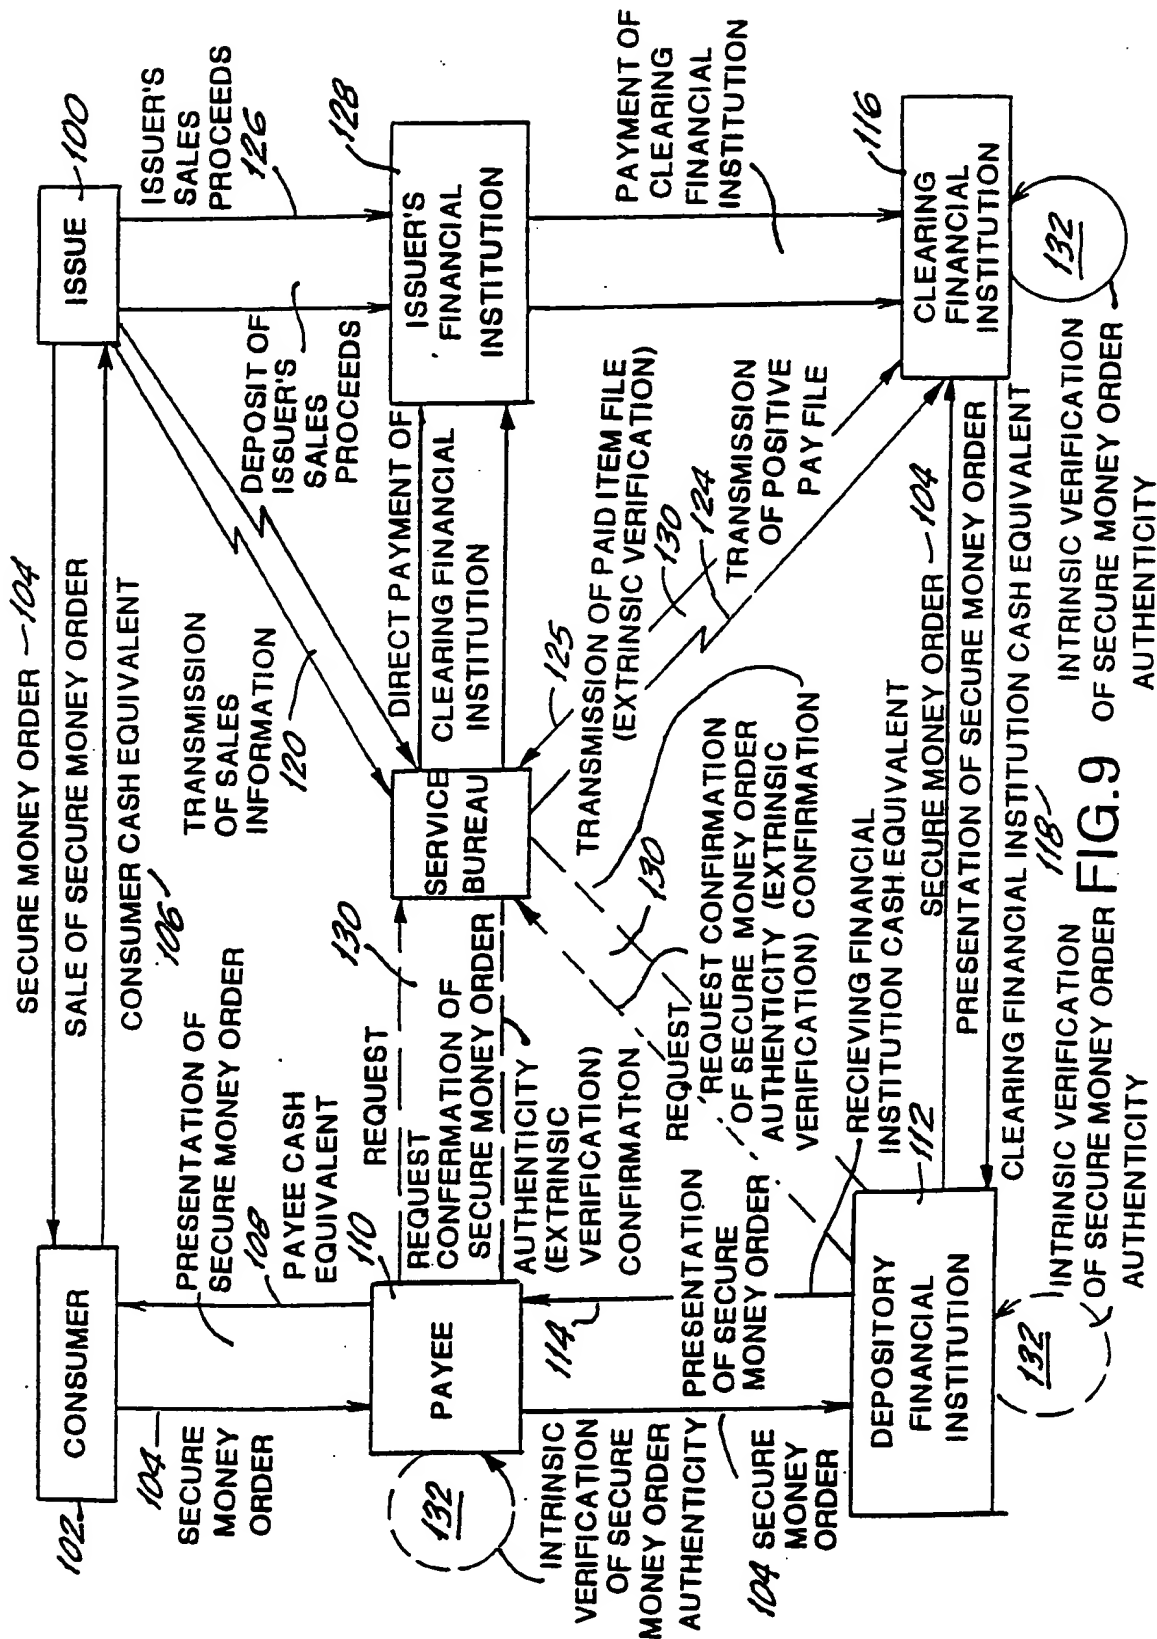 SECURE MONEY ORDER 104
SALE OF SECURE MONEY ORDER
CONSUMER CASH EQUIVALENT
106
102
CONSUMER
ISSUE
100
104
SECURE
MONEY
ORDER
PRESENTATION OF
SECURE MONEY ORDER
108
PAYEE CASH
EQUIVALENT
110
TRANSMISSION
OF SALES
INFORMATION
120
DEPOSIT OF
ISSUER'S
SALES
PROCEEDS
ISSUER'S
SALES
PROCEEDS
126
128
PAYEE
132
INTRINSIC
VERIFICATION
OF SECURE
MONEY ORDER
AUTHENTICITY
REQUEST
130
REQUEST
CONFERMATION OF
SECURE MONEY ORDER
AUTHENTICITY
(EXTRINSIC
VERIFICATION)
CONFIRMATION
SERVICE
BUREAU
DIRECT PAYMENT OF
CLEARING FINANCIAL
INSTITUTION
ISSUER'S
FINANCIAL
INSTITUTION
PAYMENT OF
CLEARING
FINANCIAL
INSTITUTION
104 SECURE
MONEY
ORDER
114
PRESENTATION
OF SECURE
MONEY ORDER
REQUEST
130
REQUEST CONFIRMATION
OF SECURE MONEY ORDER
AUTHENTICITY (EXTRINSIC
VERIFICATION) CONFIRMATION
125
TRANSMISSION OF PAID ITEM FILE
(EXTRINSIC VERIFICATION)
130
124
TRANSMISSION
OF POSITIVE
PAY FILE
RECIEVING FINANCIAL
INSTITUTION CASH EQUIVALENT
112
116
DEPOSITORY
FINANCIAL
INSTITUTION
SECURE MONEY ORDER 104
PRESENTATION OF SECURE MONEY ORDER
CLEARING FINANCIAL INSTITUTION CASH EQUIVALENT
118
CLEARING
FINANCIAL
INSTITUTION
132
INTRINSIC VERIFICATION
OF SECURE MONEY ORDER
AUTHENTICITY
FIG.9
132
INTRINSIC VERIFICATION
OF SECURE MONEY ORDER
AUTHENTICITY